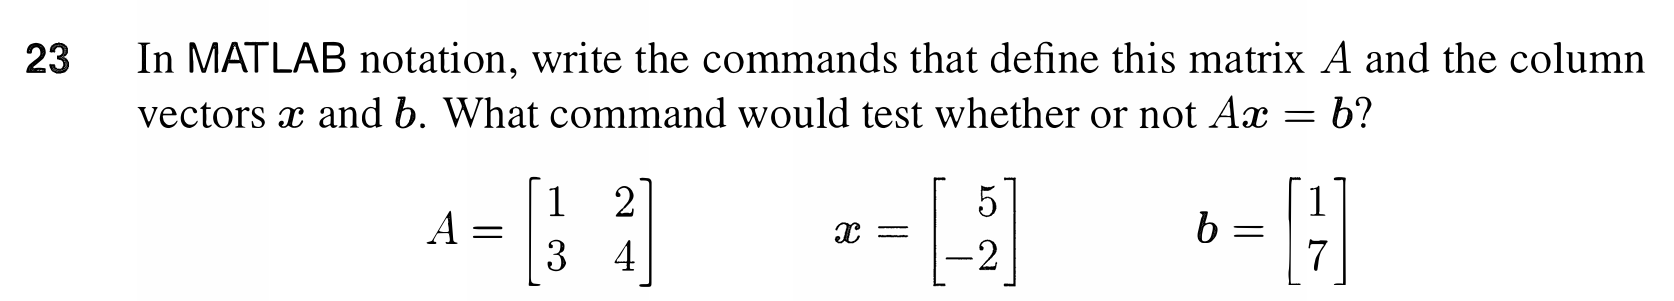 23 In MATLAB notation, write the commands that define this matrix A and the column
vectors x and b. What command would test whether or not Ax = b?
A = [1 2; 3 4] x = [5; -2] b = [1; 7]